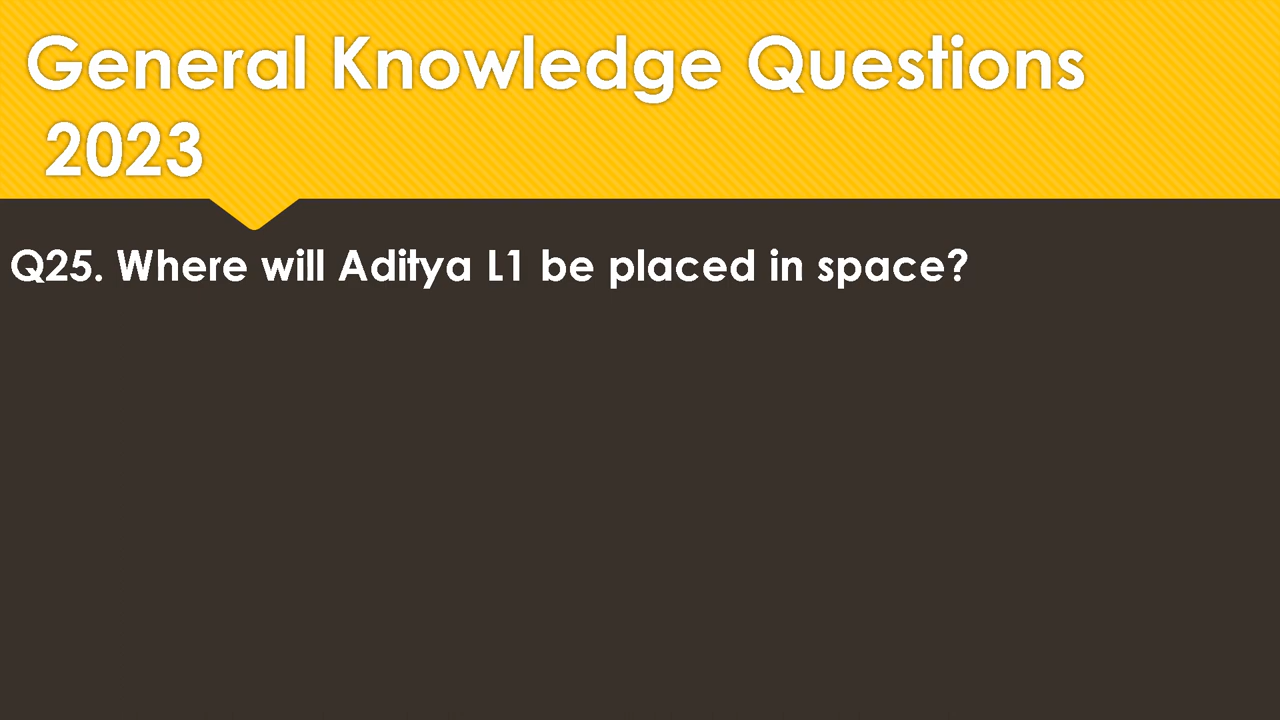 General Knowledge Questions
2023
Q25. Where will Aditya L1 be placed in space?